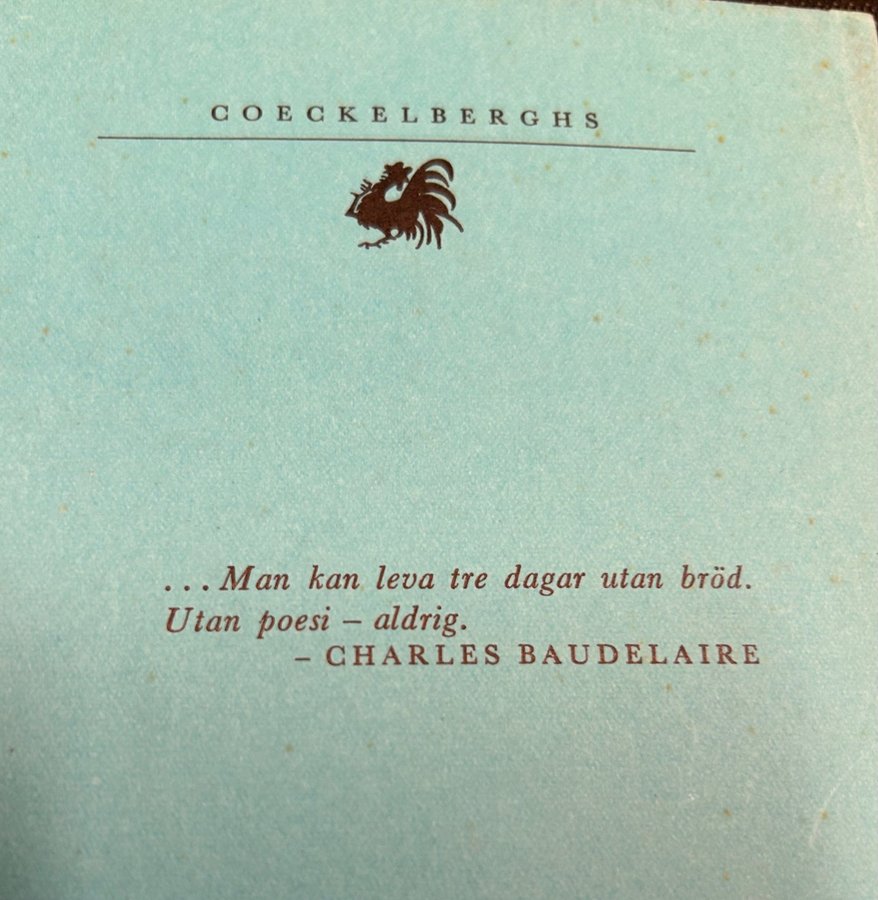 COECKELBERGHS
...Man kan leva tre dagar utan bröd.
Utan poesi – aldrig.
– CHARLES BAUDELAIRE